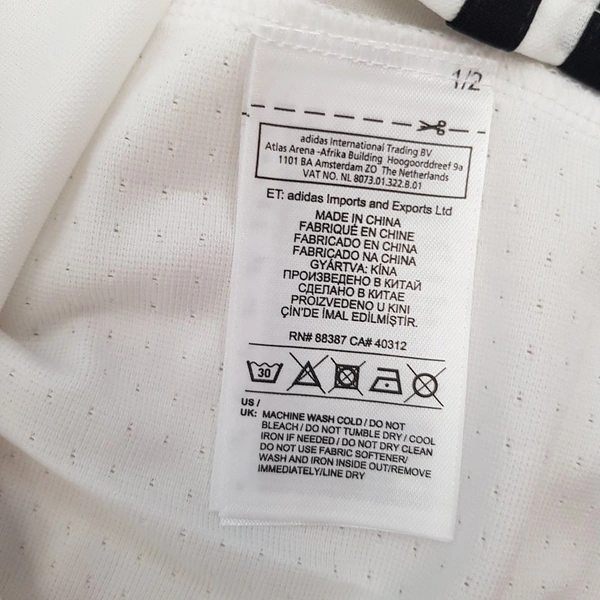 1/2
adidas International Trading BV
Atlas Arena -Afrika Building Hoogoorddreef 9a
1101 BA Amsterdam ZO The Netherlands
VAT NO. NL 8073.01.322.B.01
ET: adidas Imports and Exports Ltd
MADE IN CHINA
FABRIQUÉ EN CHINE
FABRICADO EN CHINA
FABRICADO NA CHINA
GYÁRTVA: KÍNA
ПРОИЗВЕДЕНО В КИТАЙ
СДЕЛАНО В КИТАЕ
PROIZVEDENO U KINI
ÇİN'DE İMAL EDİLMİŞTİR.
RN# 88387 CA# 40312
30
US /
UK: MACHINE WASH COLD / DO NOT
BLEACH / DO NOT TUMBLE DRY / COOL
IRON IF NEEDED / DO NOT DRY CLEAN
DO NOT USE FABRIC SOFTENER/
WASH AND IRON INSIDE OUT/REMOVE
IMMEDIATELY/LINE DRY